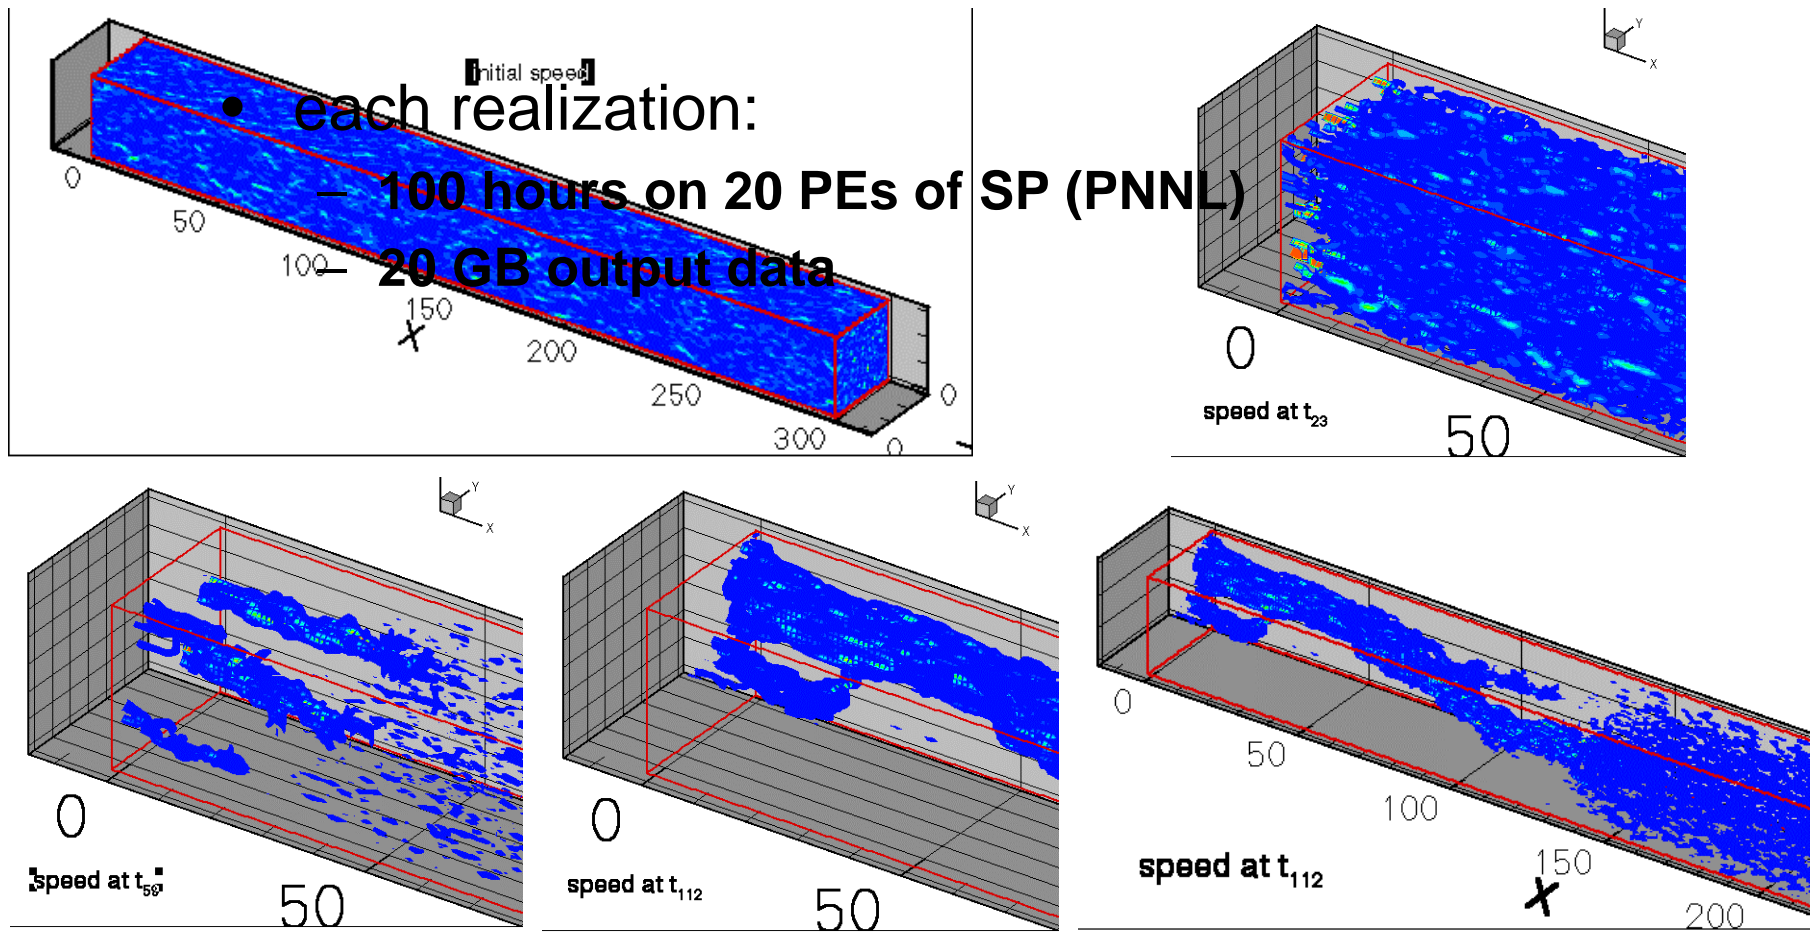 initial speed
• each realization:
– 100 hours on 20 PEs of SP (PNNL)
– 20 GB output data
0
50
100
150
200
250
300
X
0
0
Y
X
0
50
speed at t23
Y
X
0
50
speed at t59
Y
X
0
50
speed at t112
0
50
100
150
200
X
speed at t112